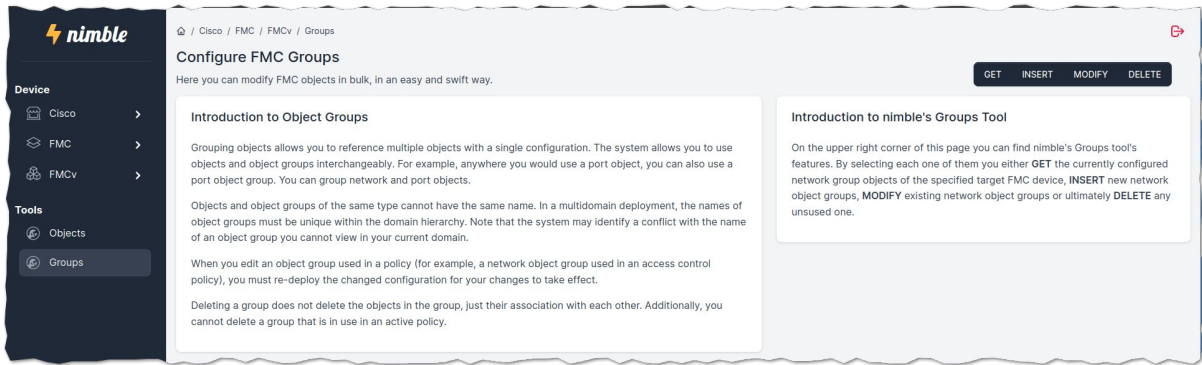 nimble
Device
Cisco
FMC
FMCv
Tools
Objects
Groups
/ Cisco / FMC / FMCv / Groups
Configure FMC Groups
Here you can modify FMC objects in bulk, in an easy and swift way.
GET INSERT MODIFY DELETE
Introduction to Object Groups
Grouping objects allows you to reference multiple objects with a single configuration. The system allows you to use
objects and object groups interchangeably. For example, anywhere you would use a port object, you can also use a
port object group. You can group network and port objects.
Objects and object groups of the same type cannot have the same name. In a multidomain deployment, the names of
object groups must be unique within the domain hierarchy. Note that the system may identify a conflict with the name
of an object group you cannot view in your current domain.
When you edit an object group used in a policy (for example, a network object group used in an access control
policy), you must re-deploy the changed configuration for your changes to take effect.
Deleting a group does not delete the objects in the group, just their association with each other. Additionally, you
cannot delete a group that is in use in an active policy.
Introduction to nimble's Groups Tool
On the upper right corner of this page you can find nimble's Groups tool's
features. By selecting each one of them you either GET the currently configured
network group objects of the specified target FMC device, INSERT new network
object groups, MODIFY existing network object groups or ultimately DELETE any
unsused one.